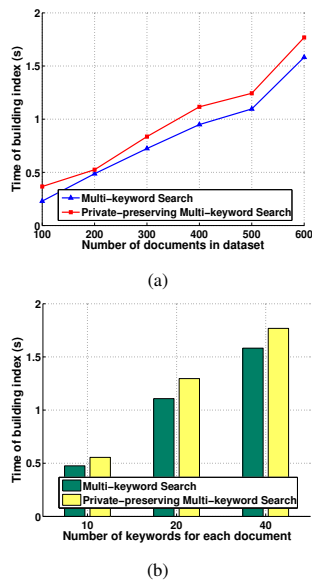 2
1.5
1
0.5
0
Time of building index (s)
Multi-keyword Search
Private-preserving Multi-keyword Search
100 200 300 400 500 600
Number of documents in dataset
(a)
2
1.5
1
0.5
0
Time of building index (s)
Multi-keyword Search
Private-preserving Multi-keyword Search
10 20 40
Number of keywords for each document
(b)